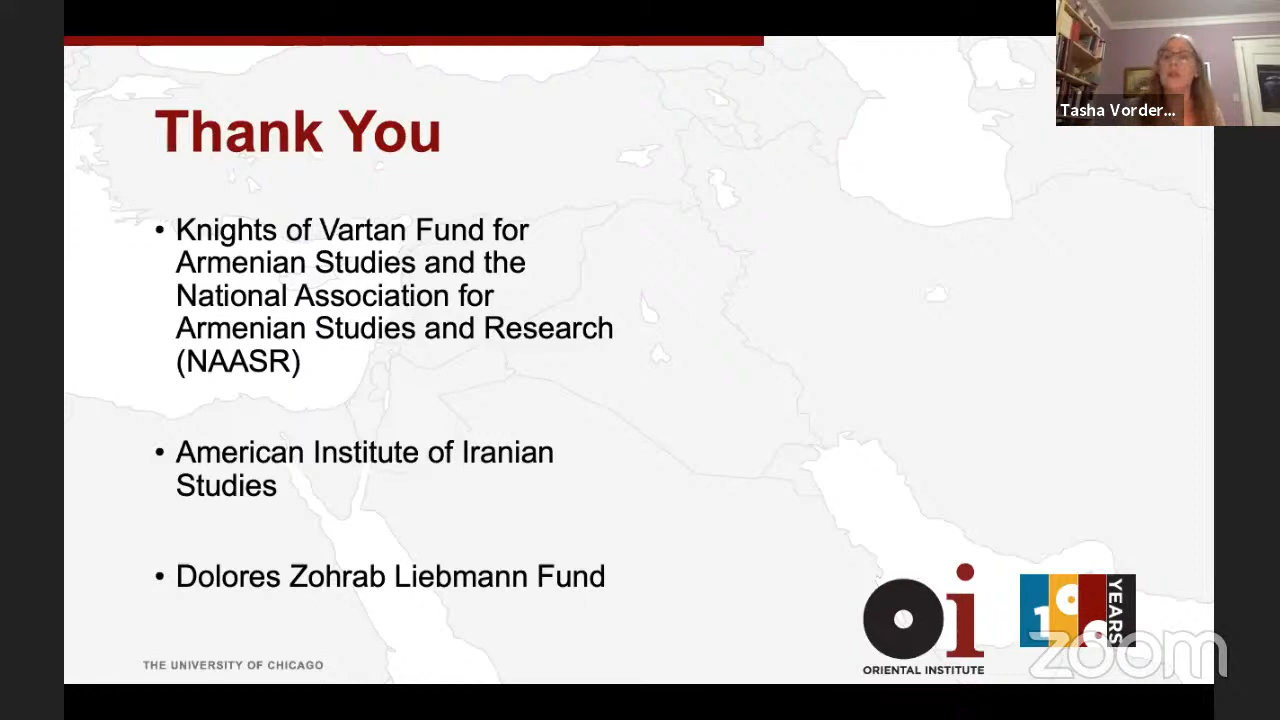 Tasha Vorder...
Thank You
• Knights of Vartan Fund for
Armenian Studies and the
National Association for
Armenian Studies and Research
(NAASR)
• American Institute of Iranian
Studies
• Dolores Zohrab Liebmann Fund
THE UNIVERSITY OF CHICAGO
oi
ORIENTAL INSTITUTE
100
YEARS
zoom